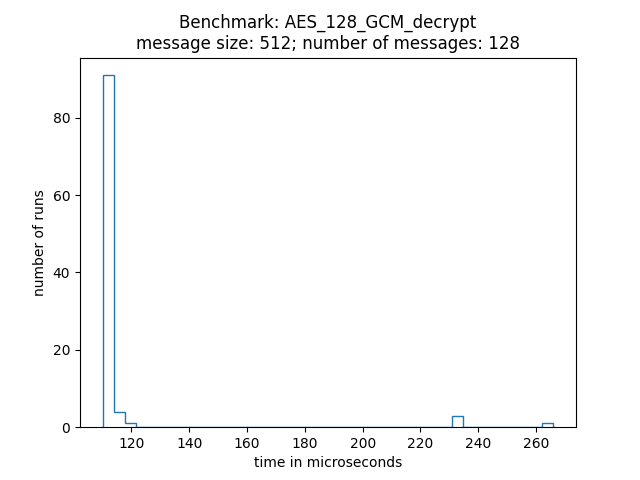 Benchmark: AES_128_GCM_decrypt
message size: 512; number of messages: 128
number of runs
80
60
40
20
0
120 140 160 180 200 220 240 260
time in microseconds